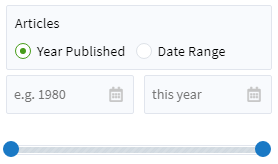 Articles
Year Published Date Range
e.g. 1980 this year